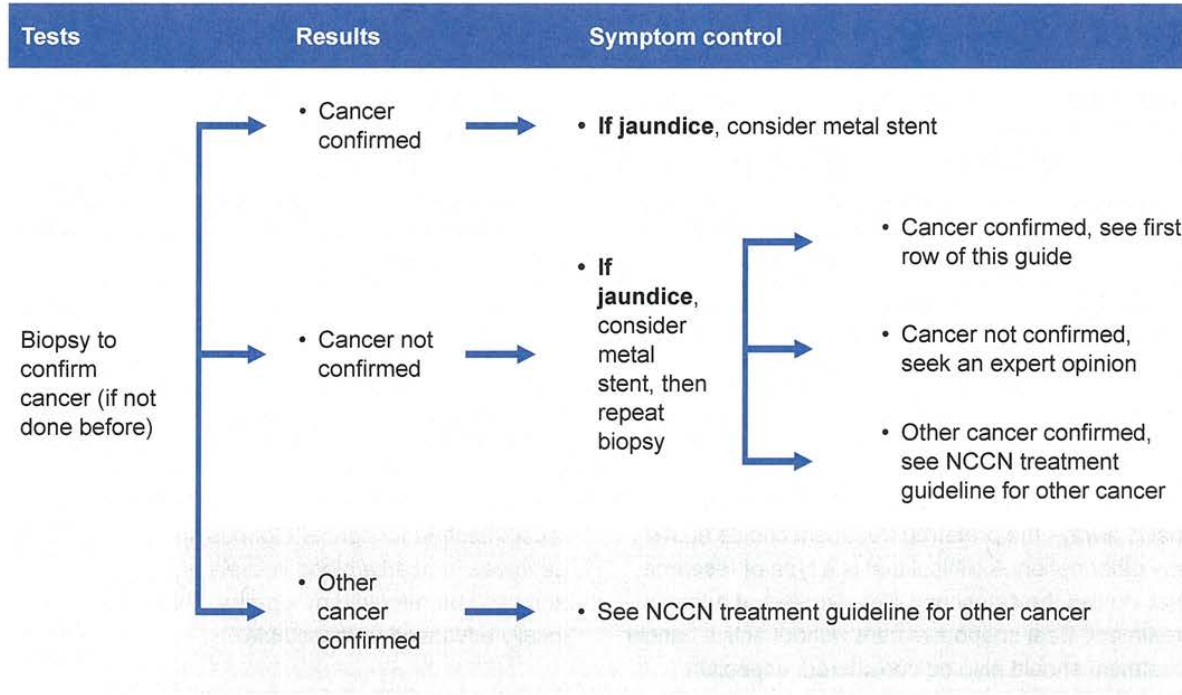 Tests Results Symptom control
• Cancer
confirmed
• If jaundice, consider metal stent
Biopsy to
confirm
cancer (if not
done before)
• Cancer not
confirmed
• If
jaundice,
consider
metal
stent, then
repeat
biopsy
• Cancer confirmed, see first
row of this guide
• Cancer not confirmed,
seek an expert opinion
• Other cancer confirmed,
see NCCN treatment
guideline for other cancer
• Other
cancer
confirmed
• See NCCN treatment guideline for other cancer